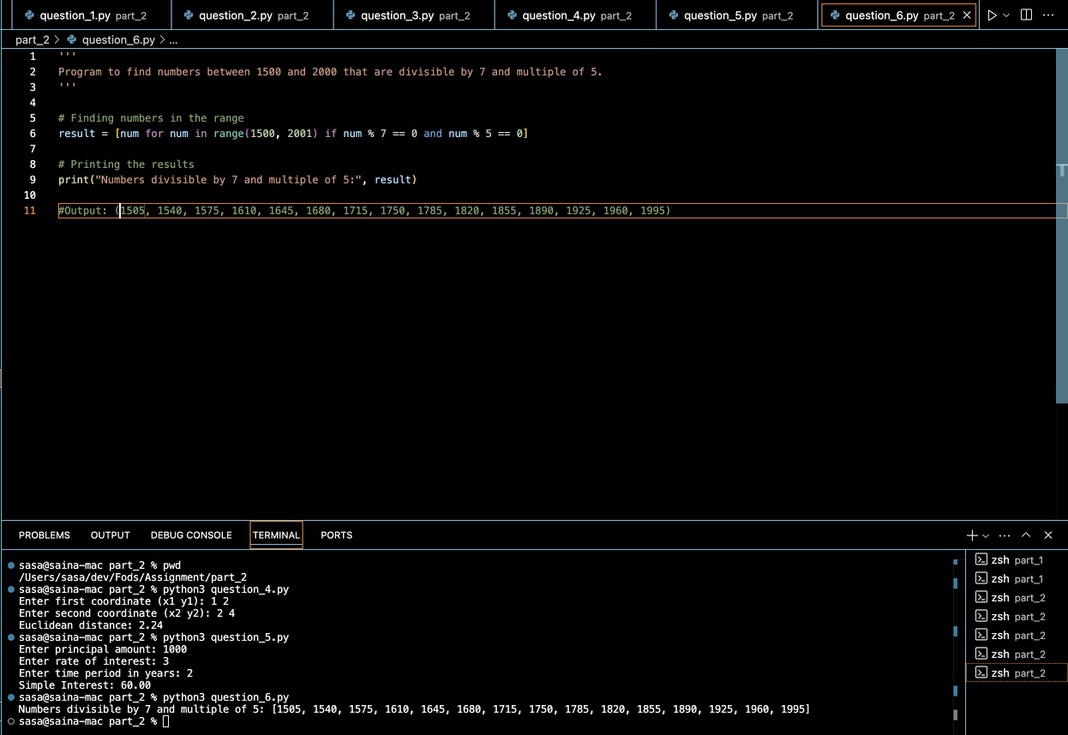 question_1.py part_2 question_2.py part_2 question_3.py part_2 question_4.py part_2 question_5.py part_2 question_6.py part_2
part_2 > question_6.py > ...
1 '''
2 Program to find numbers between 1500 and 2000 that are divisible by 7 and multiple of 5.
3 '''
4
5 # Finding numbers in the range
6 result = [num for num in range(1500, 2001) if num % 7 == 0 and num % 5 == 0]
7
8 # Printing the results
9 print("Numbers divisible by 7 and multiple of 5:", result)
10
11 #Output: (1505, 1540, 1575, 1610, 1645, 1680, 1715, 1750, 1785, 1820, 1855, 1890, 1925, 1960, 1995)
PROBLEMS OUTPUT DEBUG CONSOLE TERMINAL PORTS
sasa@saina-mac part_2 % pwd
/Users/sasa/dev/Fods/Assignment/part_2
sasa@saina-mac part_2 % python3 question_4.py
Enter first coordinate (x1 y1): 1 2
Enter second coordinate (x2 y2): 2 4
Euclidean distance: 2.24
sasa@saina-mac part_2 % python3 question_5.py
Enter principal amount: 1000
Enter rate of interest: 3
Enter time period in years: 2
Simple Interest: 60.00
sasa@saina-mac part_2 % python3 question_6.py
Numbers divisible by 7 and multiple of 5: [1505, 1540, 1575, 1610, 1645, 1680, 1715, 1750, 1785, 1820, 1855, 1890, 1925, 1960, 1995]
sasa@saina-mac part_2 %
zsh part_1
zsh part_1
zsh part_2
zsh part_2
zsh part_2
zsh part_2
zsh part_2